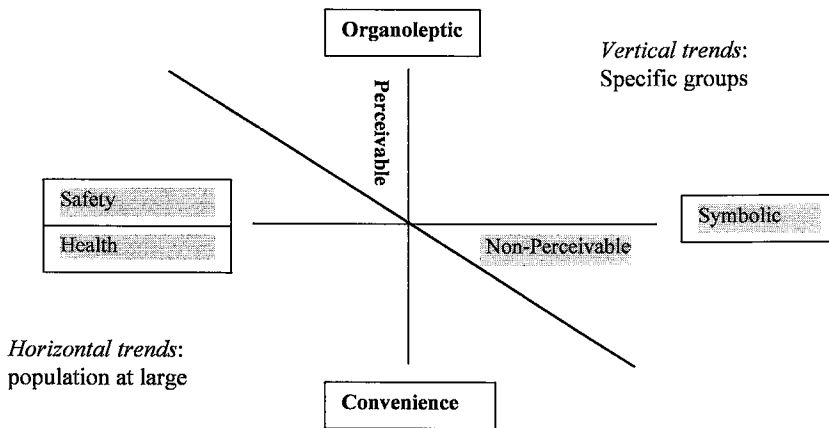 Organoleptic
Vertical trends:
Specific groups
Perceivable
Safety
Health
Symbolic
Non-Perceivable
Horizontal trends:
population at large
Convenience